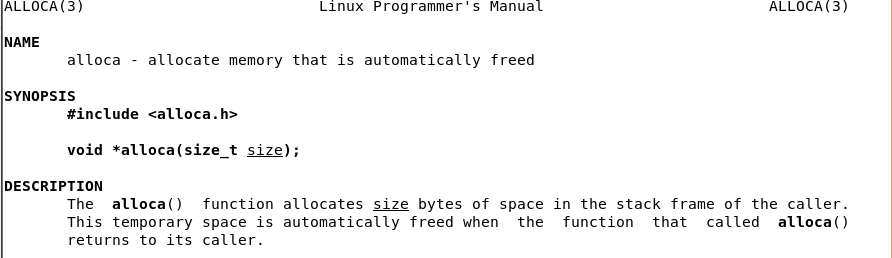 ALLOCA(3) Linux Programmer's Manual ALLOCA(3)
NAME
alloca - allocate memory that is automatically freed
SYNOPSIS
#include <alloca.h>
void *alloca(size_t size);
DESCRIPTION
The alloca() function allocates size bytes of space in the stack frame of the caller.
This temporary space is automatically freed when the function that called alloca()
returns to its caller.